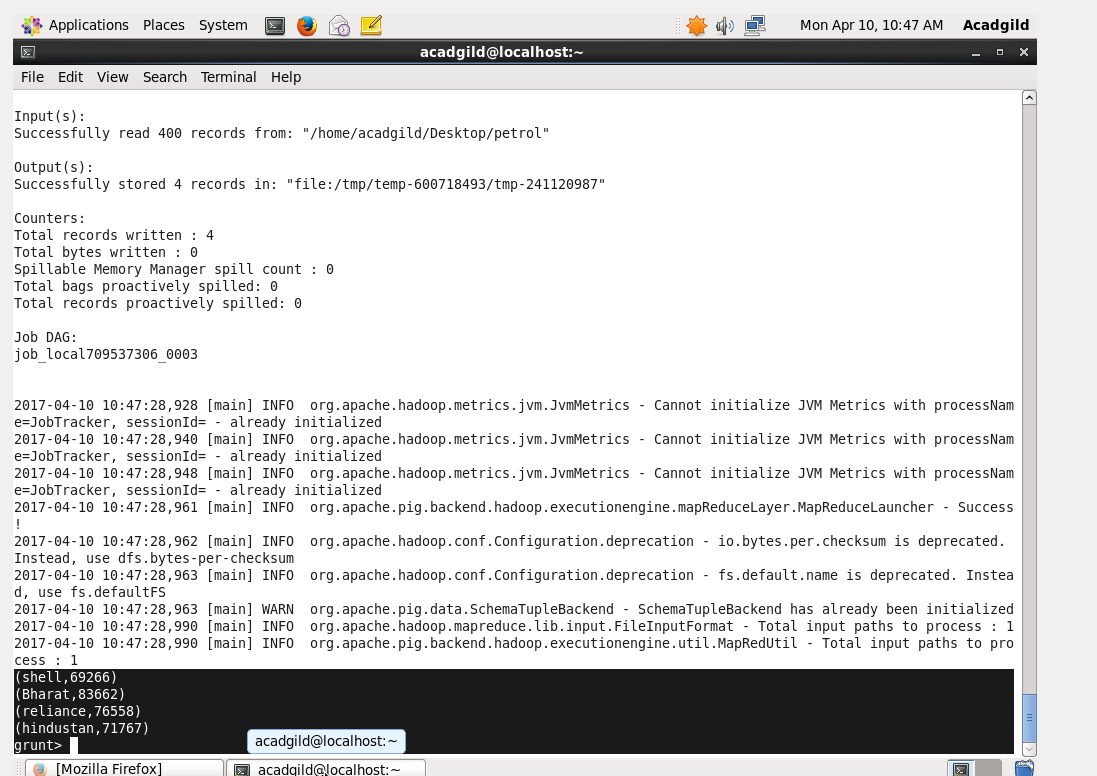 Applications Places System Mon Apr 10, 10:47 AM Acadgild
acadgild@localhost:~
File Edit View Search Terminal Help
Input(s):
Successfully read 400 records from: "/home/acadgild/Desktop/petrol"
Output(s):
Successfully stored 4 records in: "file:/tmp/temp-600718493/tmp-241120987"
Counters:
Total records written : 4
Total bytes written : 0
Spillable Memory Manager spill count : 0
Total bags proactively spilled: 0
Total records proactively spilled: 0
Job DAG:
job_local709537306_0003
2017-04-10 10:47:28,928 [main] INFO  org.apache.hadoop.metrics.jvm.JvmMetrics - Cannot initialize JVM Metrics with processNam
e=JobTracker, sessionId= - already initialized
2017-04-10 10:47:28,940 [main] INFO  org.apache.hadoop.metrics.jvm.JvmMetrics - Cannot initialize JVM Metrics with processNam
e=JobTracker, sessionId= - already initialized
2017-04-10 10:47:28,948 [main] INFO  org.apache.hadoop.metrics.jvm.JvmMetrics - Cannot initialize JVM Metrics with processNam
e=JobTracker, sessionId= - already initialized
2017-04-10 10:47:28,961 [main] INFO  org.apache.pig.backend.hadoop.executionengine.mapReduceLayer.MapReduceLauncher - Success
!
2017-04-10 10:47:28,962 [main] INFO  org.apache.hadoop.conf.Configuration.deprecation - io.bytes.per.checksum is deprecated.
Instead, use dfs.bytes-per-checksum
2017-04-10 10:47:28,963 [main] INFO  org.apache.hadoop.conf.Configuration.deprecation - fs.default.name is deprecated. Instea
d, use fs.defaultFS
2017-04-10 10:47:28,963 [main] WARN  org.apache.pig.data.SchemaTupleBackend - SchemaTupleBackend has already been initialized
2017-04-10 10:47:28,990 [main] INFO  org.apache.hadoop.mapreduce.lib.input.FileInputFormat - Total input paths to process : 1
2017-04-10 10:47:28,990 [main] INFO  org.apache.pig.backend.hadoop.executionengine.util.MapRedUtil - Total input paths to pro
cess : 1
(shell,69266)
(Bharat,83662)
(reliance,76558)
(hindustan,71767)
grunt>
acadgild@localhost:~
[Mozilla Firefox] acadgild@localhost:~